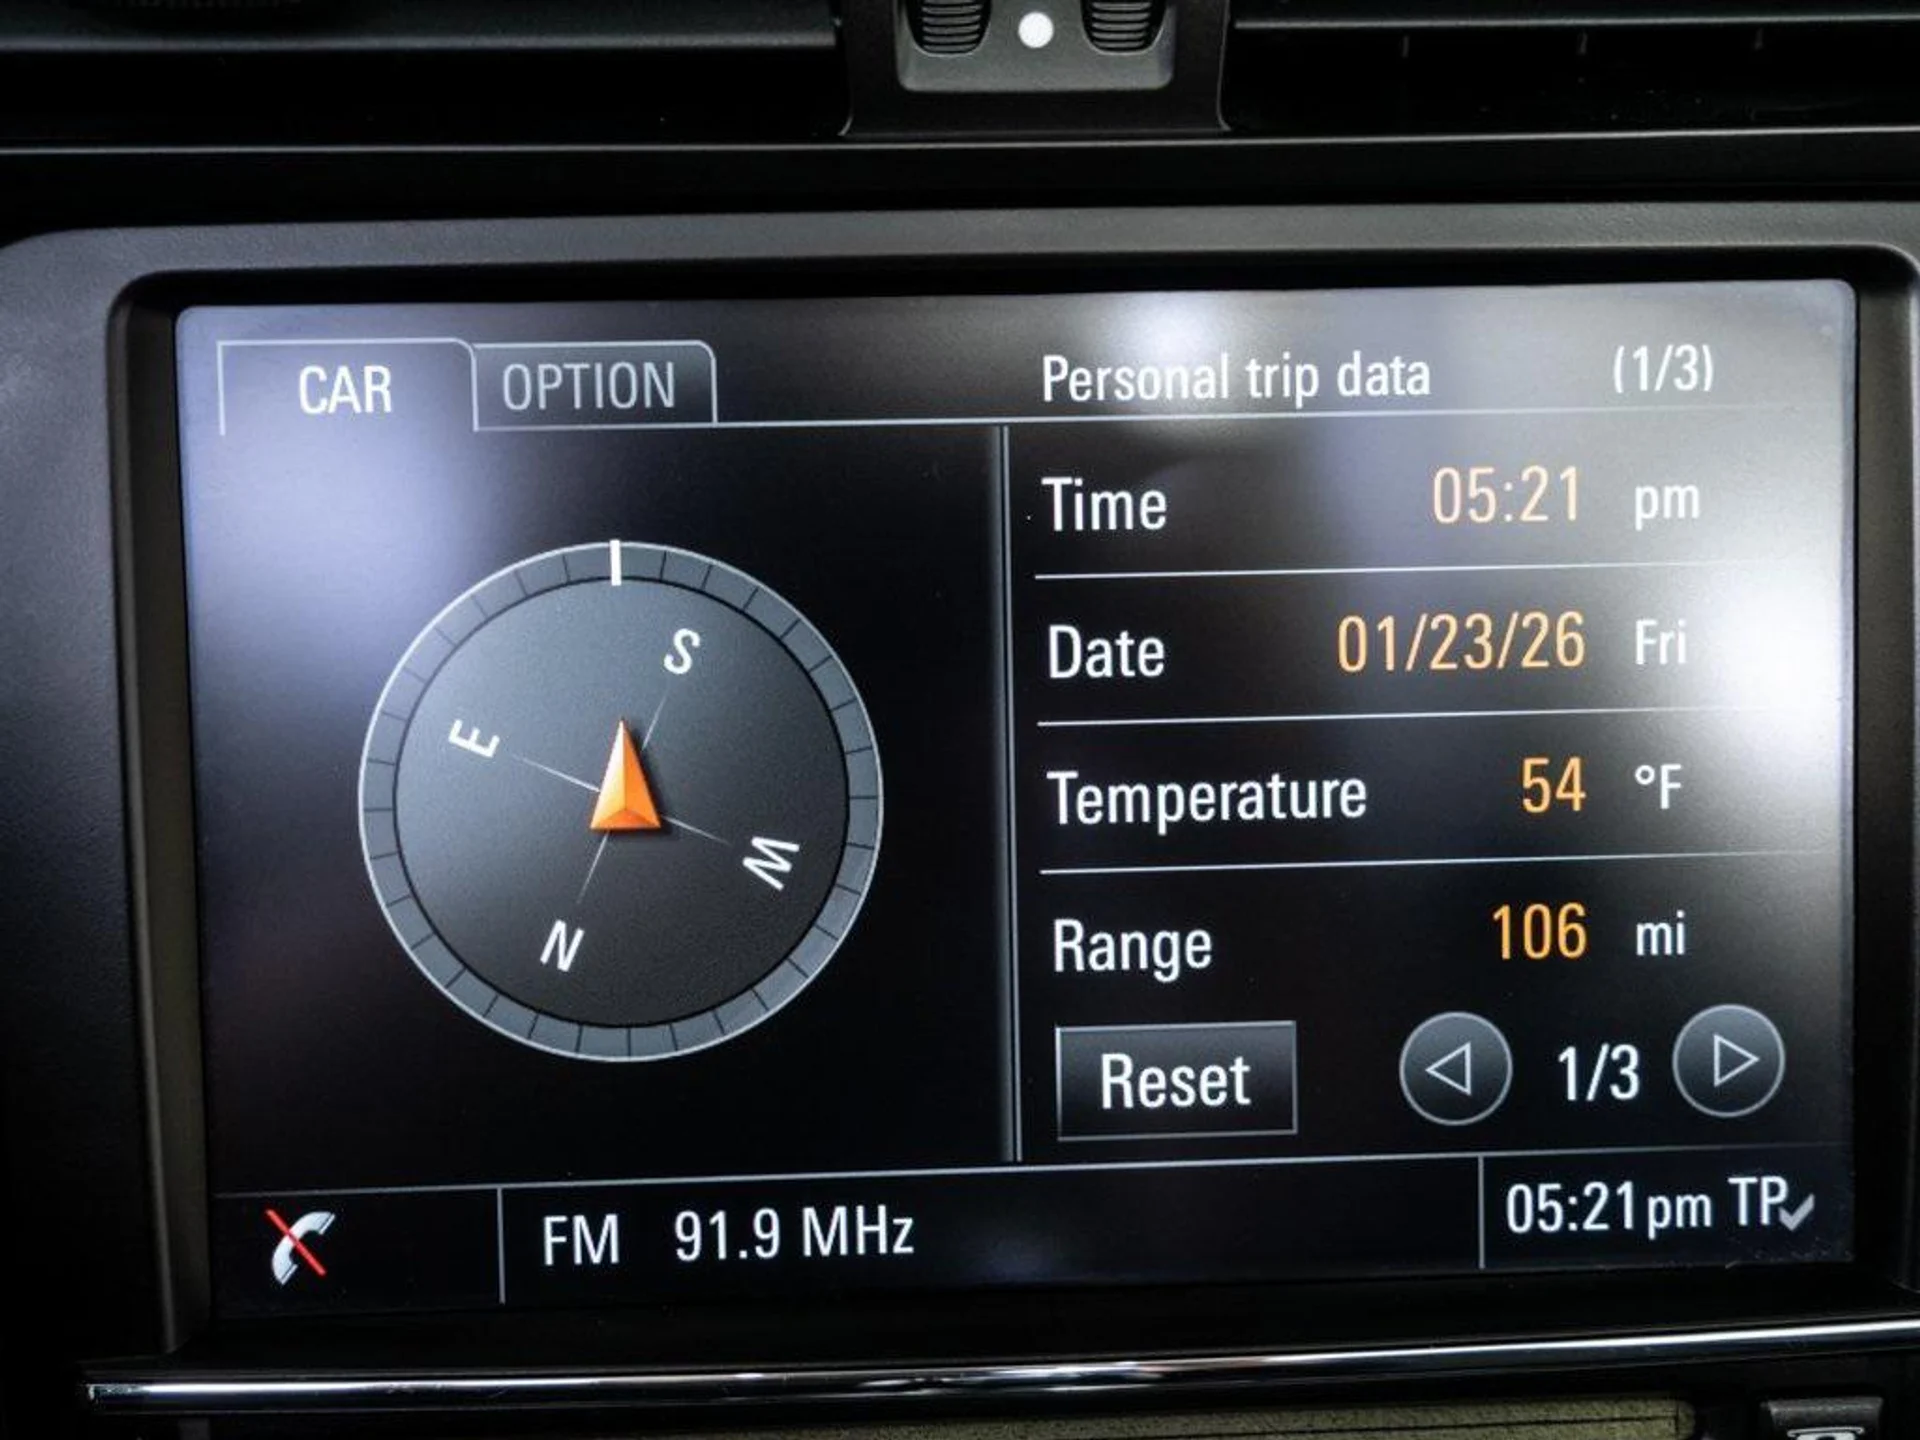 CAR OPTION Personal trip data (1/3)
Time 05:21 pm
Date 01/23/26 Fri
Temperature 54 °F
Range 106 mi
Reset 1/3
S
E
W
N
FM 91.9 MHz 05:21pm TP